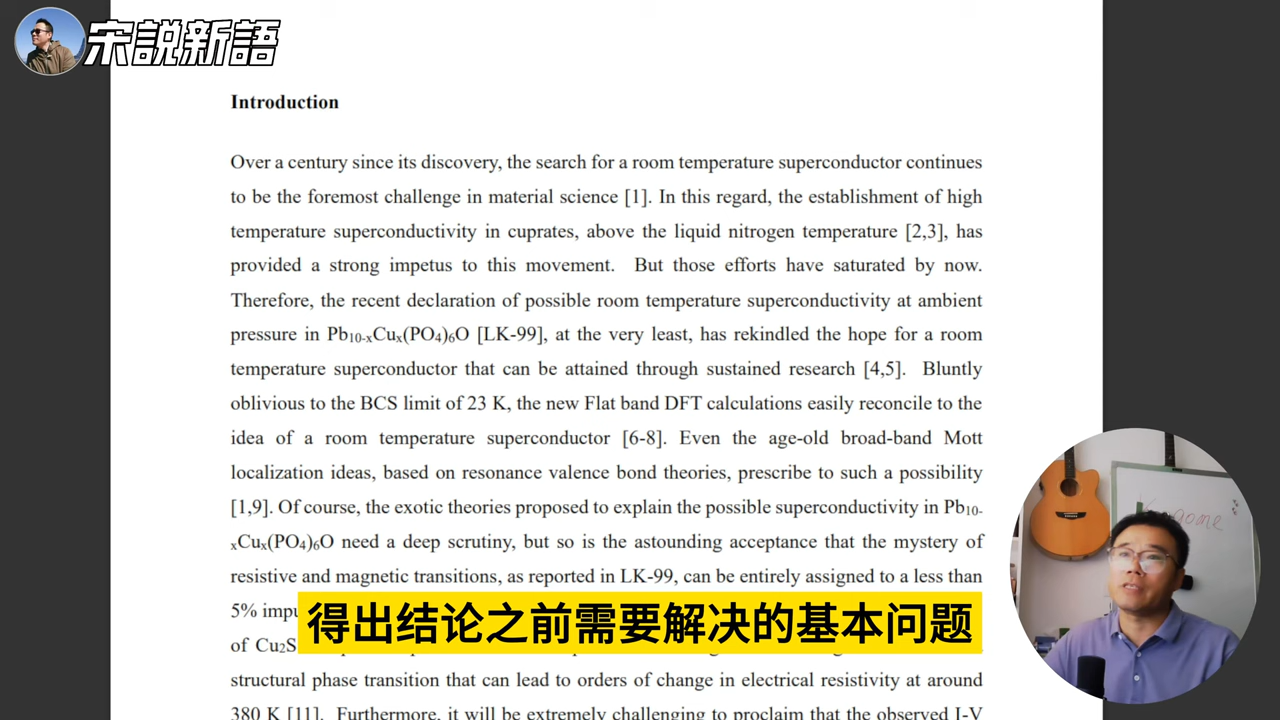 宋説新語
Introduction
Over a century since its discovery, the search for a room temperature superconductor continues
to be the foremost challenge in material science [1]. In this regard, the establishment of high
temperature superconductivity in cuprates, above the liquid nitrogen temperature [2,3], has
provided a strong impetus to this movement. But those efforts have saturated by now.
Therefore, the recent declaration of possible room temperature superconductivity at ambient
pressure in Pb10-xCux(PO4)6O [LK-99], at the very least, has rekindled the hope for a room
temperature superconductor that can be attained through sustained research [4,5]. Bluntly
oblivious to the BCS limit of 23 K, the new Flat band DFT calculations easily reconcile to the
idea of a room temperature superconductor [6-8]. Even the age-old broad-band Mott
localization ideas, based on resonance valence bond theories, prescribe to such a possibility
[1,9]. Of course, the exotic theories proposed to explain the possible superconductivity in Pb10-
xCux(PO4)6O need a deep scrutiny, but so is the astounding acceptance that the mystery of
resistive and magnetic transitions, as reported in LK-99, can be entirely assigned to a less than
5%
得出结论之前需要解决的基本问题
of Cu2S
structural phase transition that can lead to orders of change in electrical resistivity at around
380 K [11]. Furthermore, it will be extremely challenging to proclaim that the observed I-V